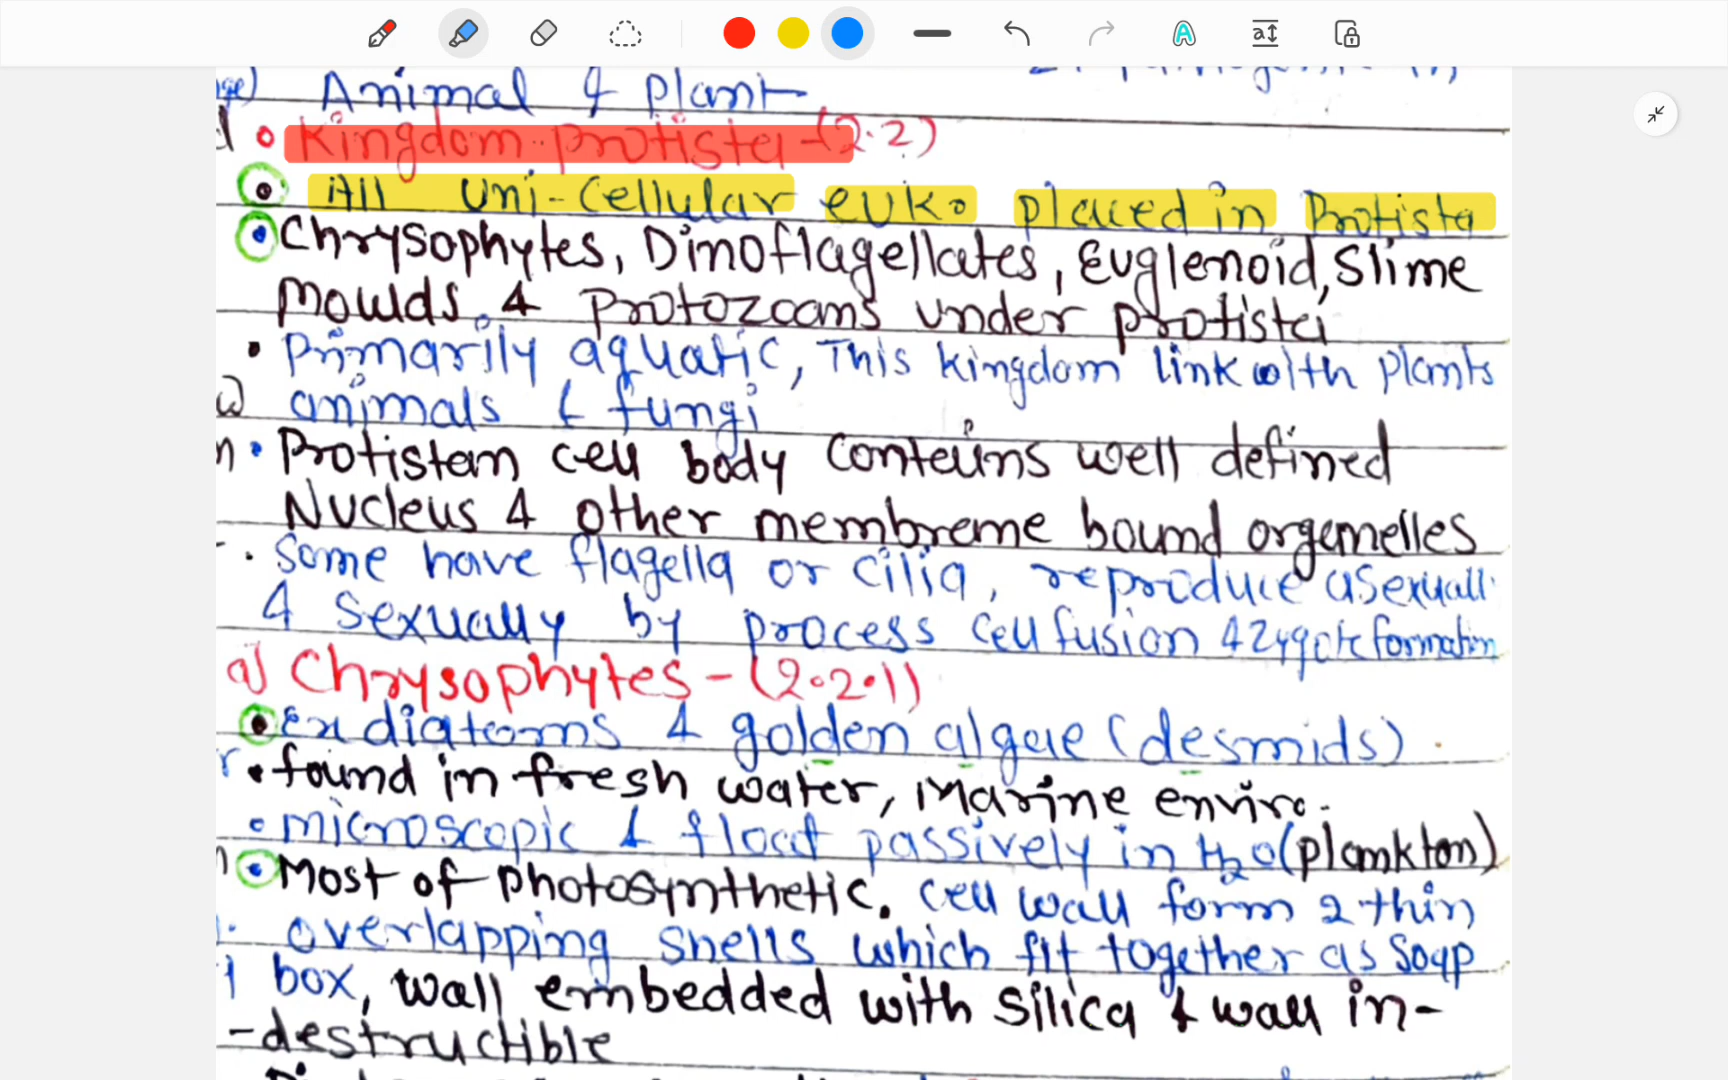 Animal & plant
• Kingdom protista - (2.2)
• All uni-cellular euko placed in Protista
• Chrysophytes, Dinoflagellates, Euglenoid, Slime
Moulds, & protozoans under protista
• Primarily aquatic, This kingdom link with plants
animals & fungi
• Protistan cell body contains well defined
Nucleus & other membrane bound organelles
• Some have flagella or cilia, reproduce asexuall
& sexually by process cell fusion & zygote formation
a) Chrysophytes - (2.2.1)
• Ex diatoms & golden algae (desmids).
• found in fresh water, Marine enviro.
• microscopic & float passively in H2O (plankton)
• Most of photosynthetic. cell wall form 2 thin
overlapping shells which fit together as soap
box, wall embedded with silica & wall in-
-destructible